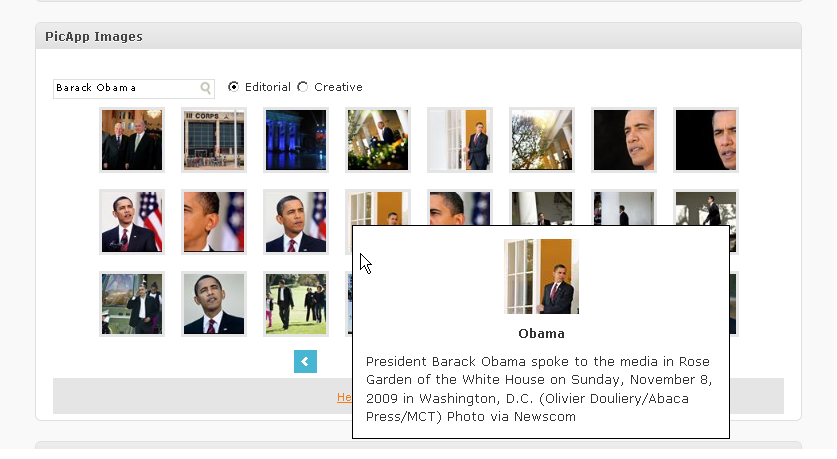 PicApp Images
Barack Obama
Editorial Creative
III CORPS
Obama
President Barack Obama spoke to the media in Rose
Garden of the White House on Sunday, November 8,
2009 in Washington, D.C. (Olivier Douliery/Abaca
Press/MCT) Photo via Newscom